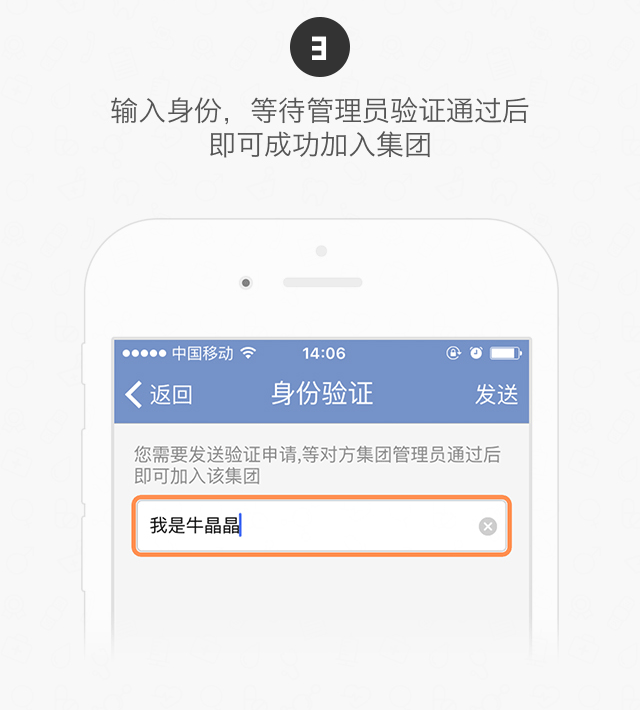 3
输入身份，等待管理员验证通过后
即可成功加入集团
中国移动 14:06
返回 身份验证 发送
您需要发送验证申请,等对方集团管理员通过后
即可加入该集团
我是牛晶晶